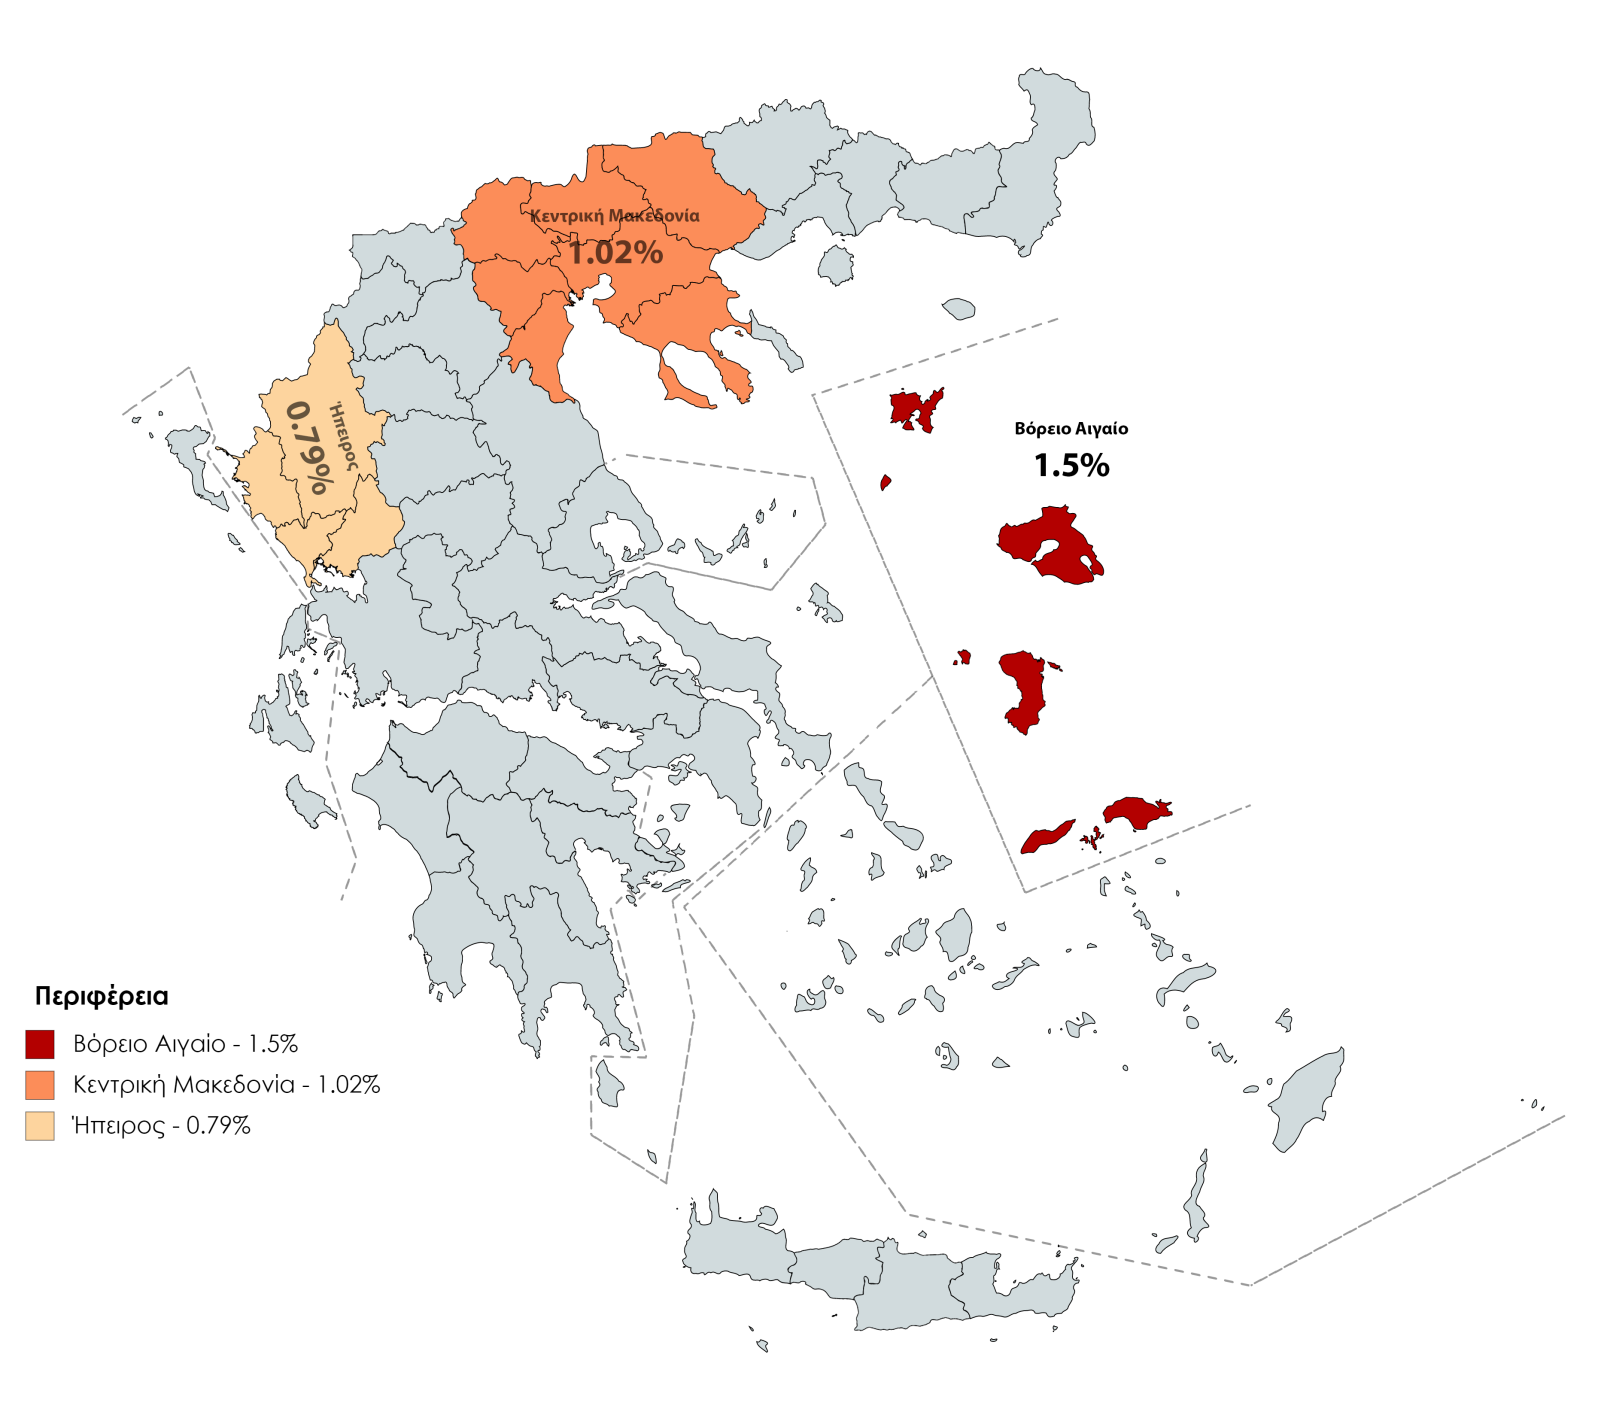 Κεντρική Μακεδονία
1.02%
Ήπειρος
0.79%
Βόρειο Αιγαίο
1.5%
Περιφέρεια
Βόρειο Αιγαίο - 1.5%
Κεντρική Μακεδονία - 1.02%
Ήπειρος - 0.79%